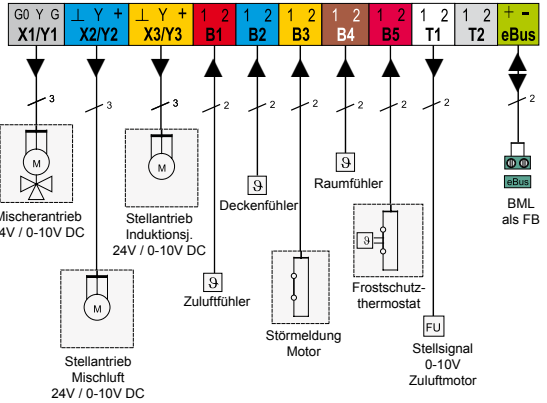 G0 Y G ⊥ Y + ⊥ Y + 1 2 1 2 1 2 1 2 1 2 1 2 1 2 + -
X1/Y1 X2/Y2 X3/Y3 B1 B2 B3 B4 B5 T1 T2 eBus
3 3 3 2 2 2 2 2 2 2
M M
ϑ
Raumfühler
ϑ
Deckenfühler
eBus
BML
als FB
Mischerantrieb
4V / 0-10V DC
Stellantrieb
Induktionsj.
24V / 0-10V DC
ϑ
ϑ
Zuluftfühler
Frostschutz-
thermostat
M
Störmeldung
Motor
FU
Stellsignal
0-10V
Zuluftmotor
Stellantrieb
Mischluft
24V / 0-10V DC